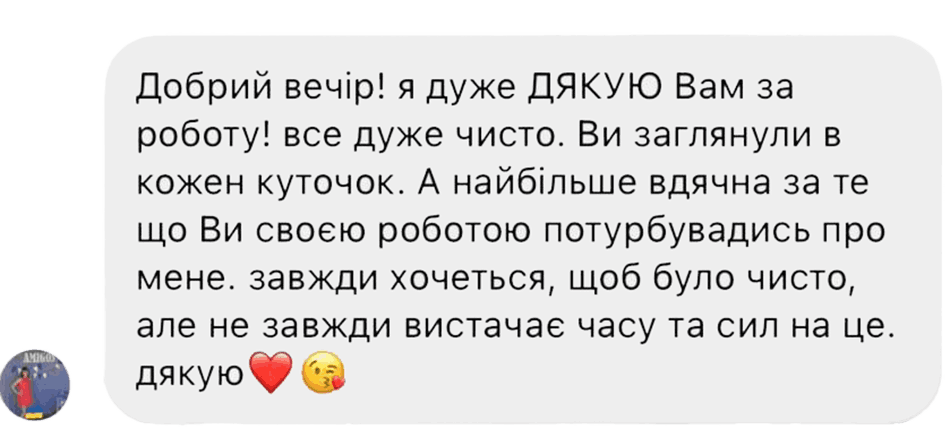 Добрий вечір! я дуже ДЯКУЮ Вам за
роботу! все дуже чисто. Ви заглянули в
кожен куточок. А найбільше вдячна за те
що Ви своєю роботою потурбувадись про
мене. завжди хочеться, щоб було чисто,
але не завжди вистачає часу та сил на це.
дякую❤️😘
AMIGO